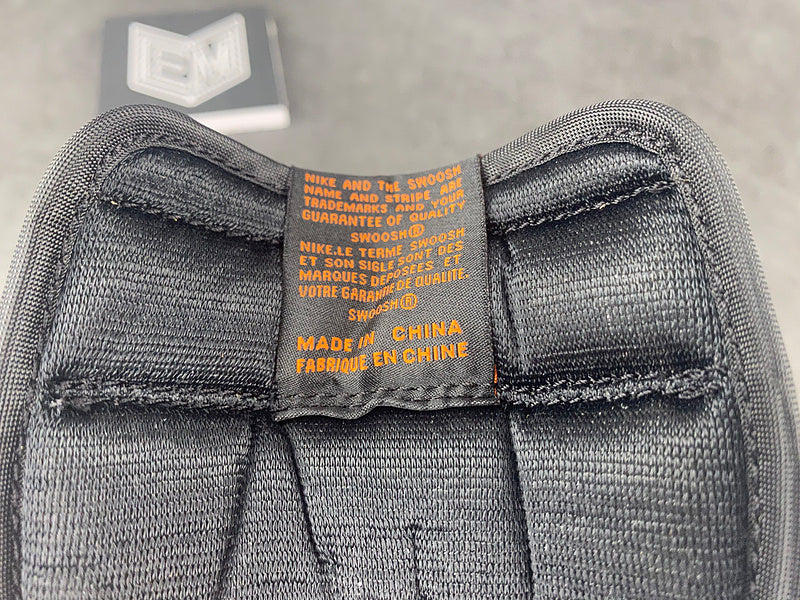 EM
NIKE AND THE SWOOSH
NAME AND STRIPE ARE
TRADEMARKS AND YOUR
GUARANTEE OF QUALITY
SWOOSH®
NIKE.LE TERME SWOOSH
ET SON SIGLE SONT DES
MARQUES DEPOSEES ET
VOTRE GARANTIE DE QUALITE.
SWOOSH®
MADE IN CHINA
FABRIQUE EN CHINE